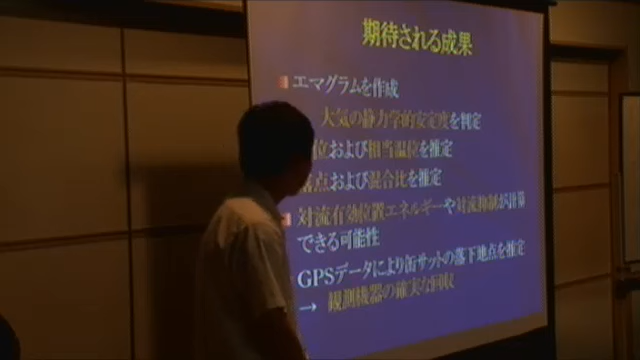 期待される成果
エマグラムを作成
大気の静力学的安定度を判定
位および相当温位を推定
露点および混合比を推定
対流有効位置エネルギーや対流抑制が計算
できる可能性
GPSデータにより缶サットの落下地点を推定
→ 観測機器の確実な回収